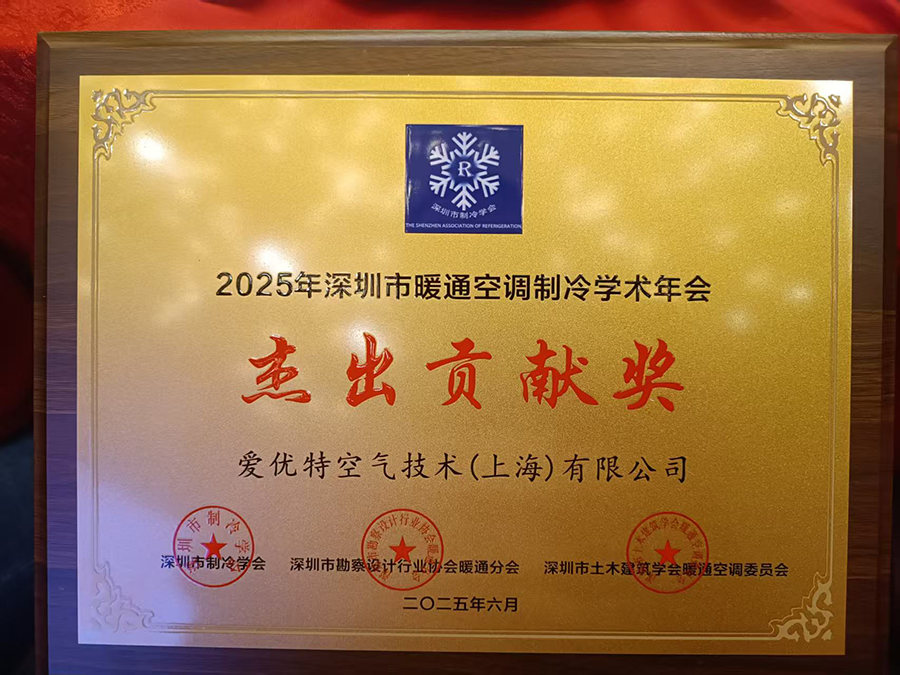 R
深圳市制冷学会
THE SHENZHEN ASSOCIATION OF REFERIGERATION
2025年深圳市暖通空调制冷学术年会
杰出贡献奖
爱优特空气技术(上海)有限公司
深圳市制冷学会 深圳市勘察设计行业协会暖通分会 深圳市土木建筑学会暖通空调委员会
二〇二五年六月